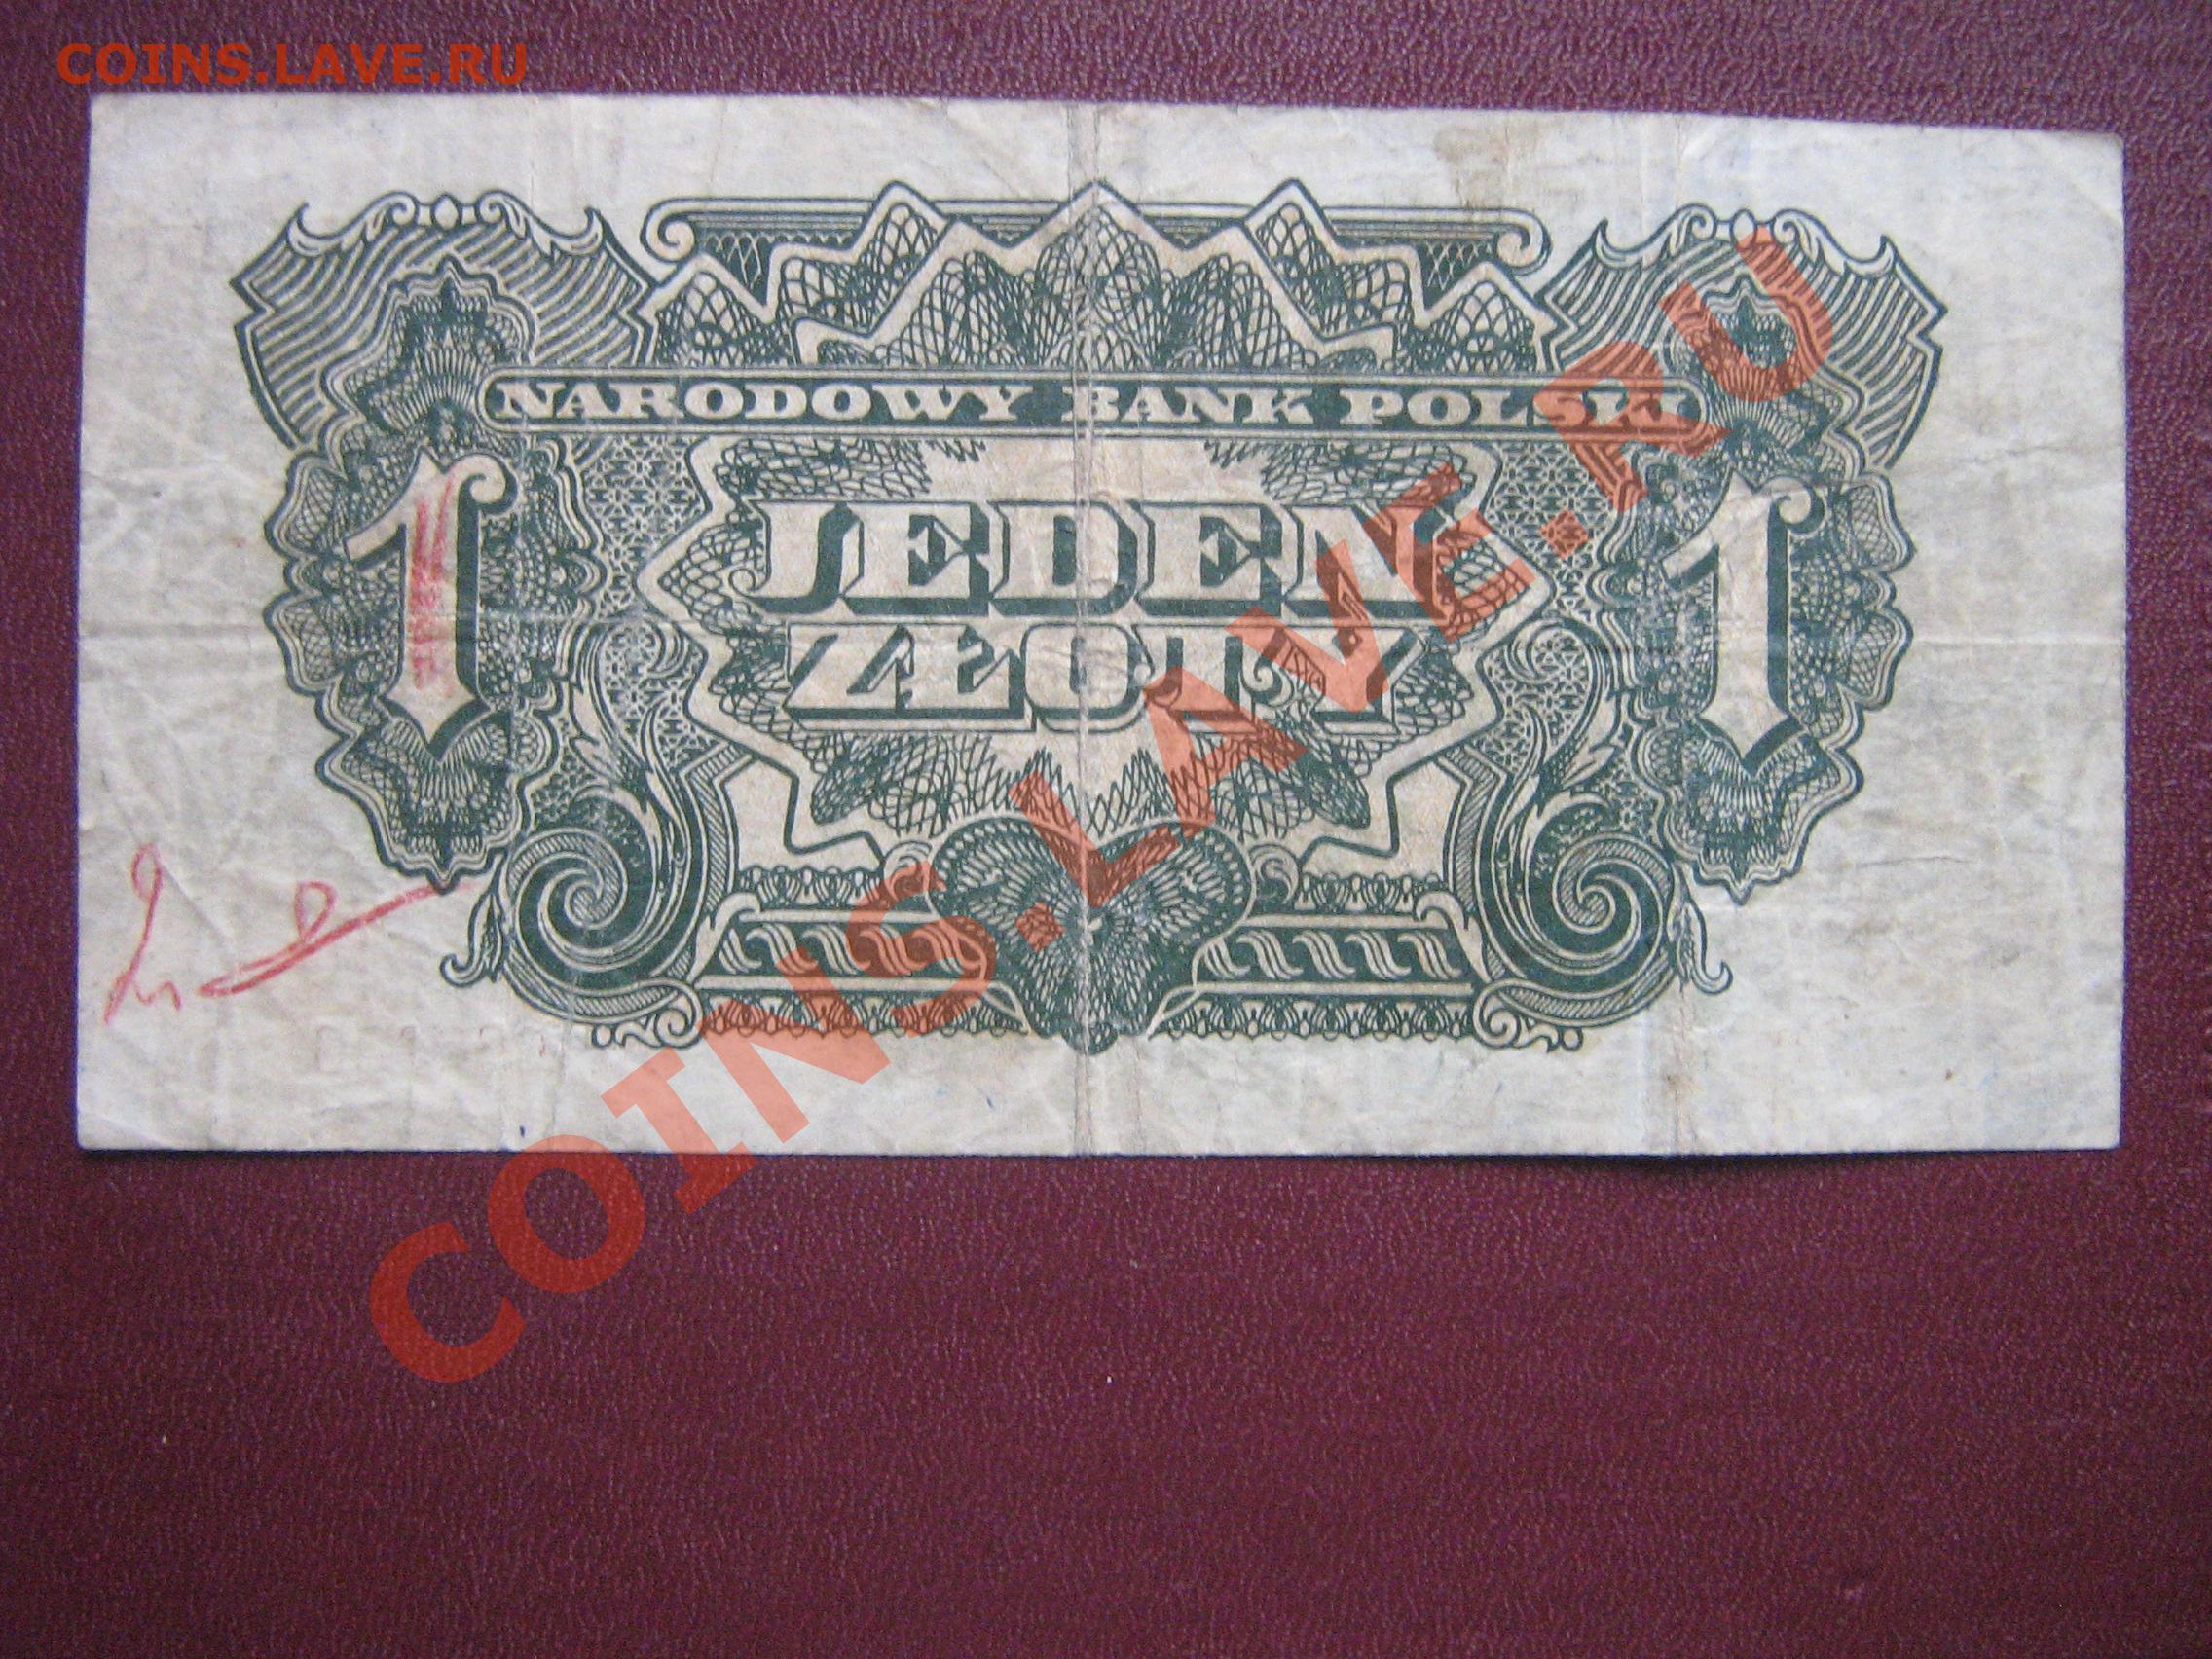 COINS.LAVE.RU
NARODOWY BANK POLSKI
1 JEDEN 1
ZŁOTY
COINS.LAVE.RU